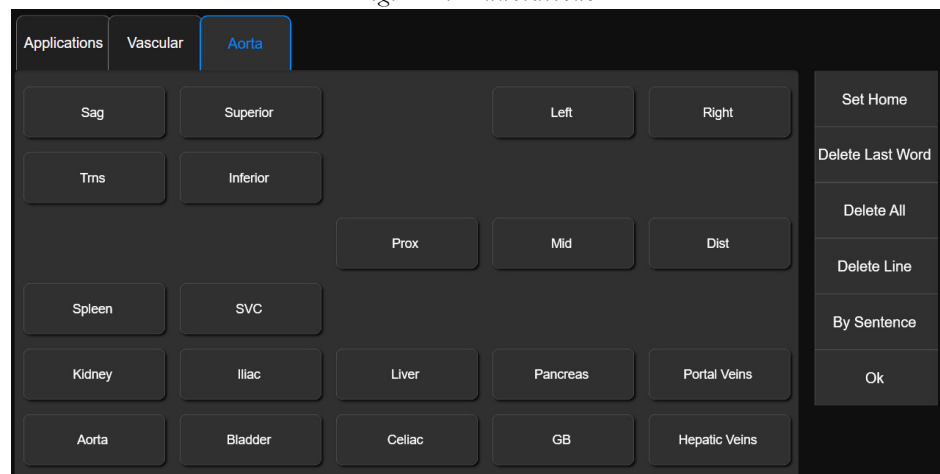 Applications Vascular Aorta
Sag Superior Left Right Set Home
Trns Inferior Delete Last Word
Delete All
Prox Mid Dist Delete Line
Spleen SVC By Sentence
Kidney Iliac Liver Pancreas Portal Veins Ok
Aorta Bladder Celiac GB Hepatic Veins